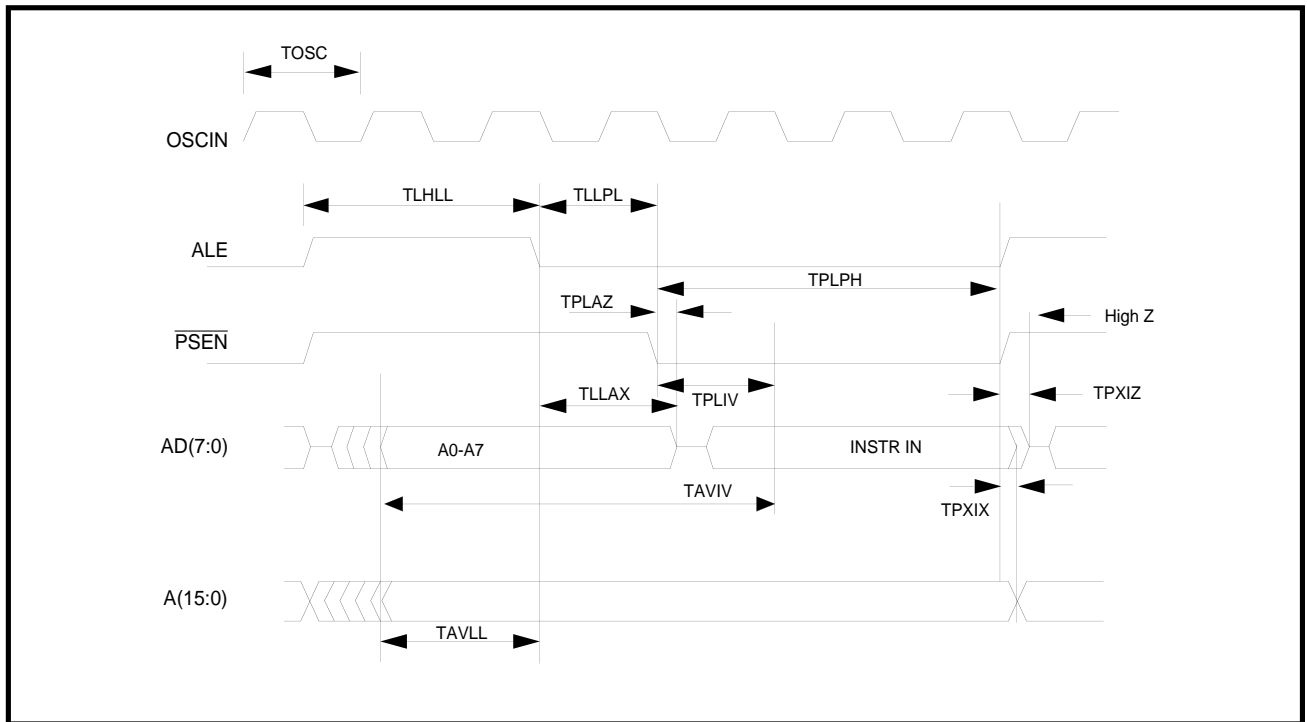 TOSC
OSCIN
TLHLL
TLLPL
ALE
TPLPH
TPLAZ
High Z
PSEN
TLLAX
TPLIV
TPXIZ
AD(7:0)
A0-A7
INSTR IN
TAVIV
TPXIX
A(15:0)
TAVLL